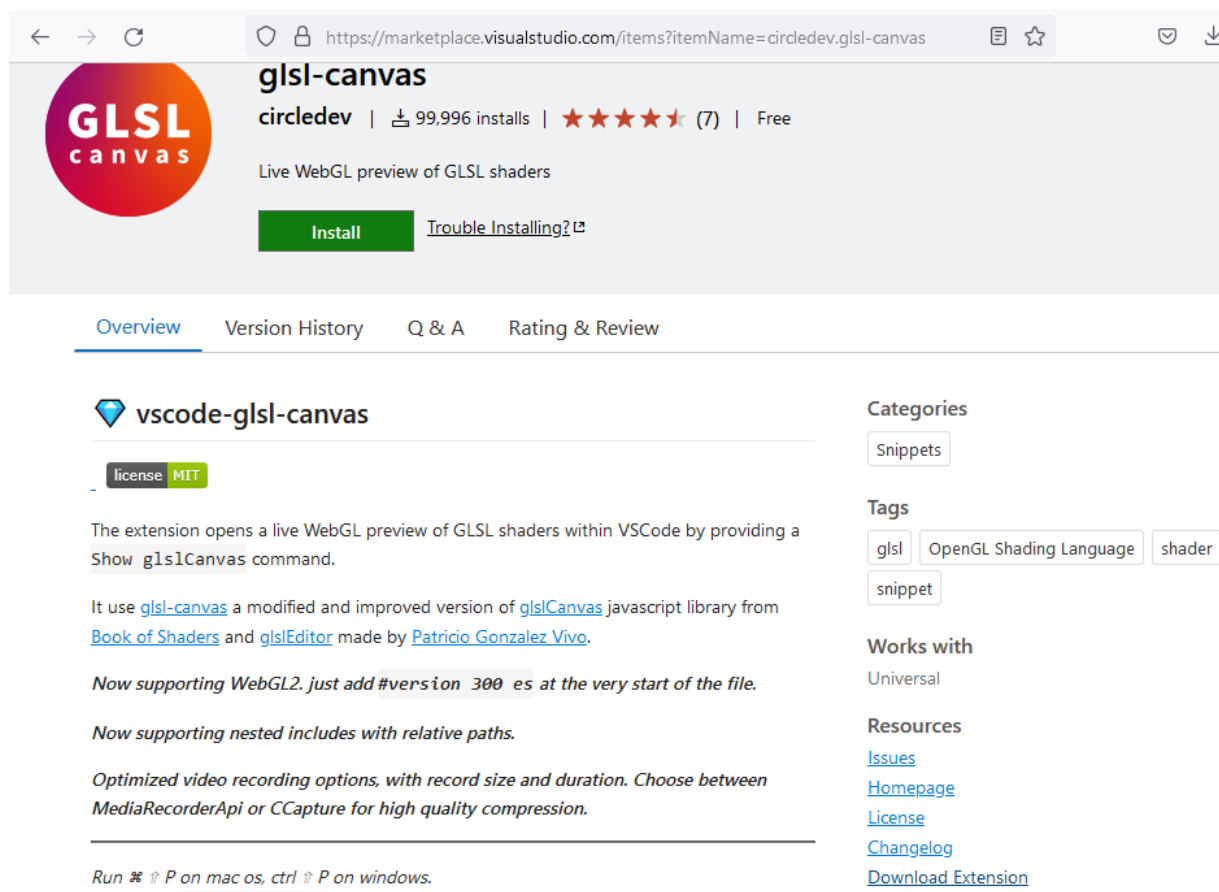 https://marketplace.visualstudio.com/items?itemName=circledev.glsl-canvas
GLSL
canvas
glsl-canvas
circledev | 99,996 installs | (7) | Free
Live WebGL preview of GLSL shaders
Install
Trouble Installing?
Overview Version History Q & A Rating & Review
vscode-glsl-canvas
license MIT
The extension opens a live WebGL preview of GLSL shaders within VSCode by providing a
Show glslCanvas command.
It use glsl-canvas a modified and improved version of glslCanvas javascript library from
Book of Shaders and glslEditor made by Patricio Gonzalez Vivo.
Now supporting WebGL2. just add #version 300 es at the very start of the file.
Now supporting nested includes with relative paths.
Optimized video recording options, with record size and duration. Choose between
MediaRecorderApi or CCapture for high quality compression.
Run ⌘ ⇧ P on mac os, ctrl ⇧ P on windows.
Categories
Snippets
Tags
glsl OpenGL Shading Language shader
snippet
Works with
Universal
Resources
Issues
Homepage
License
Changelog
Download Extension